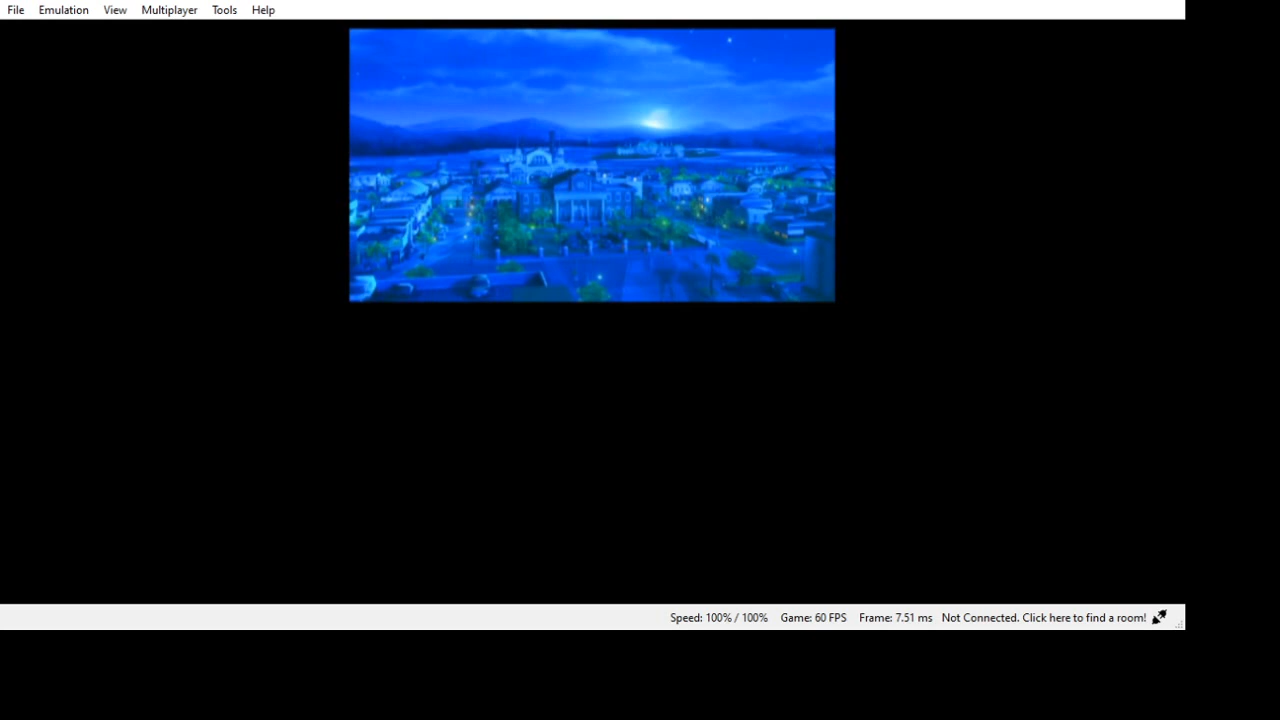 File Emulation View Multiplayer Tools Help
Speed: 100% / 100% Game: 60 FPS Frame: 7.51 ms Not Connected. Click here to find a room!